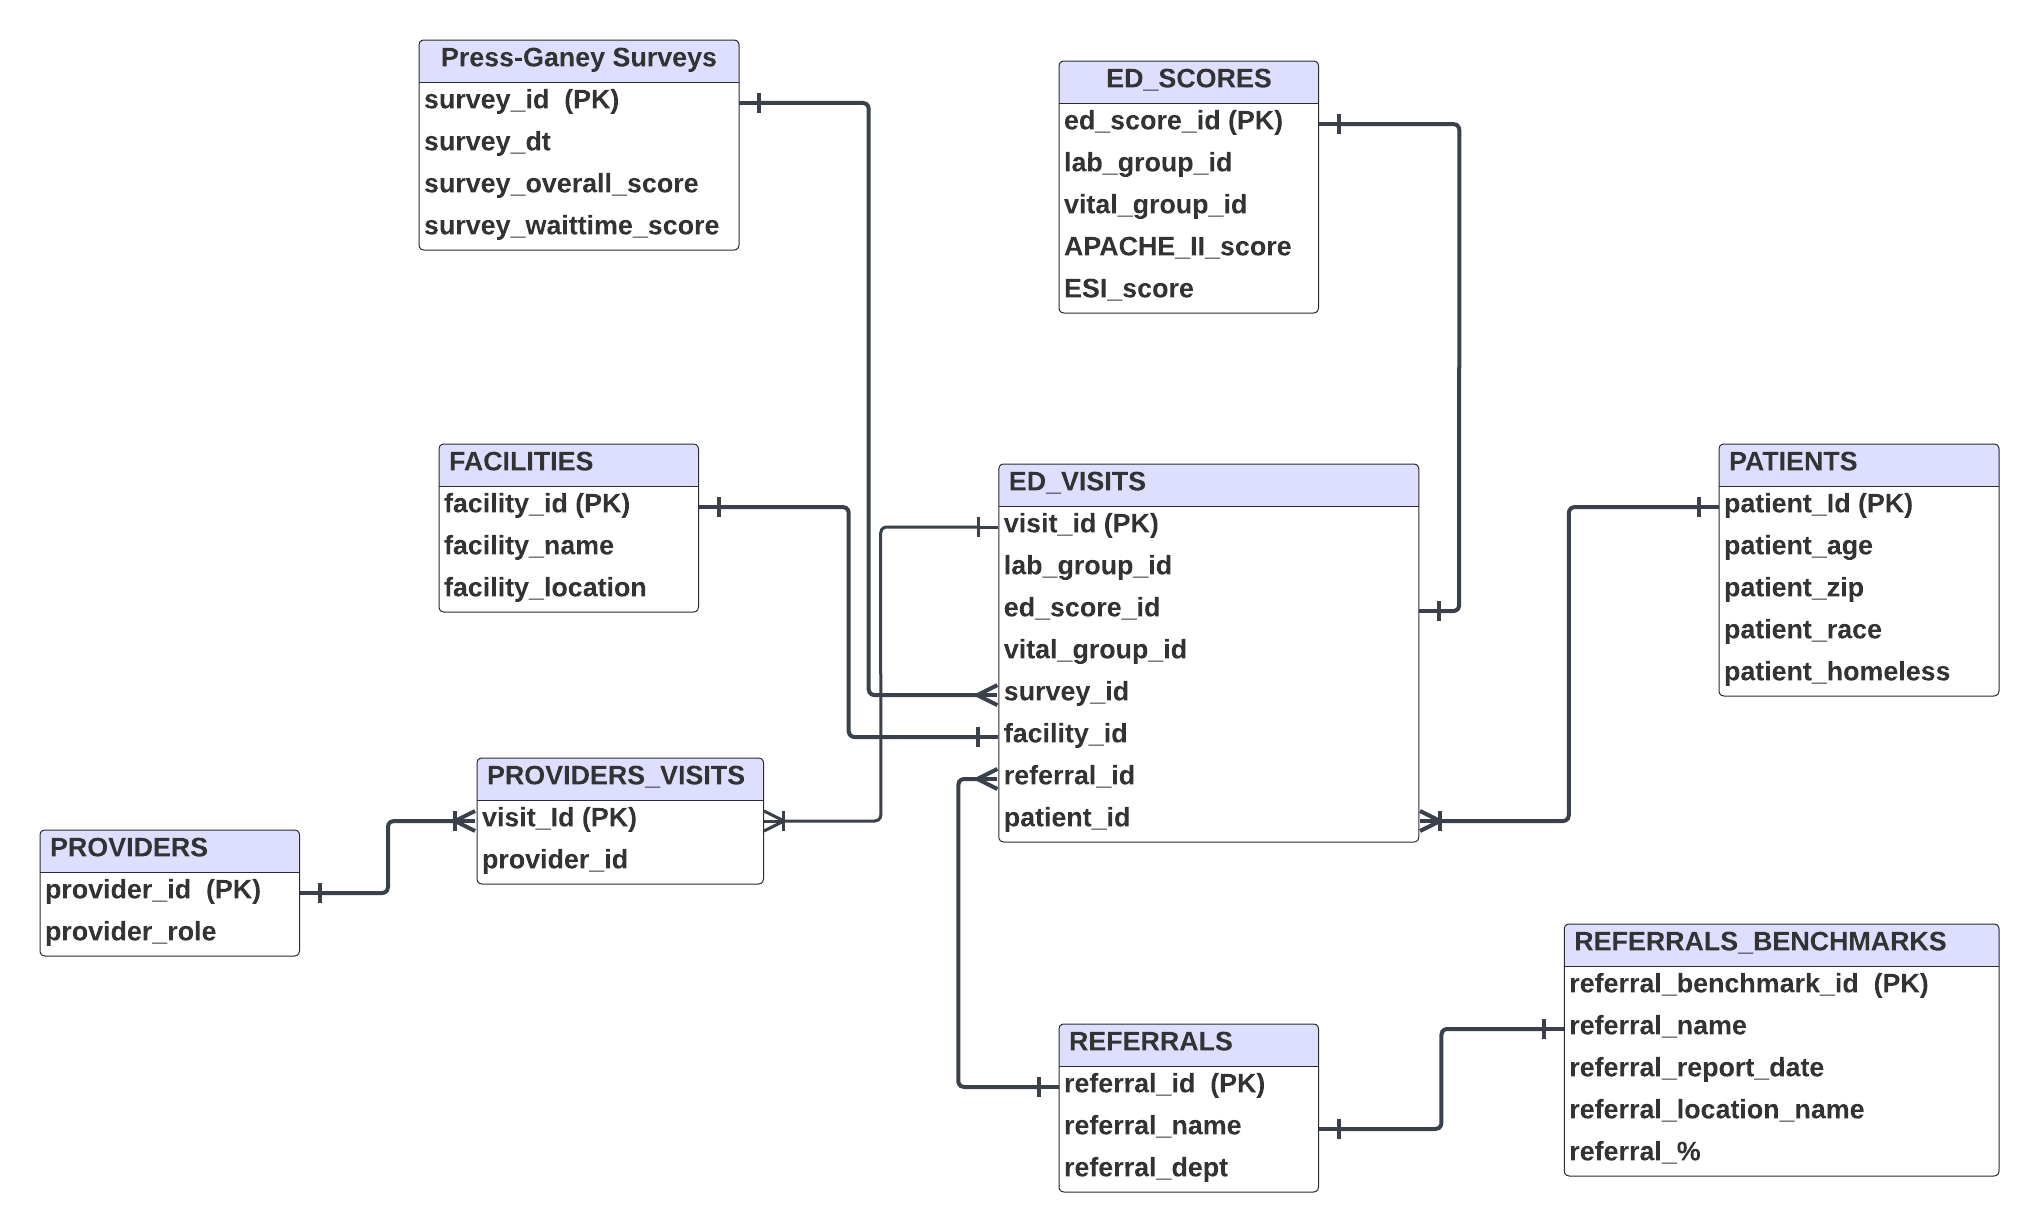 Press-Ganey Surveys
survey_id (PK)
survey_dt
survey_overall_score
survey_waittime_score
ED_SCORES
ed_score_id (PK)
lab_group_id
vital_group_id
APACHE_II_score
ESI_score
FACILITIES
facility_id (PK)
facility_name
facility_location
ED_VISITS
visit_id (PK)
lab_group_id
ed_score_id
vital_group_id
survey_id
facility_id
referral_id
patient_id
PATIENTS
patient_Id (PK)
patient_age
patient_zip
patient_race
patient_homeless
PROVIDERS_VISITS
visit_Id (PK)
provider_id
PROVIDERS
provider_id (PK)
provider_role
REFERRALS_BENCHMARKS
referral_benchmark_id (PK)
referral_name
referral_report_date
referral_location_name
referral_%
REFERRALS
referral_id (PK)
referral_name
referral_dept